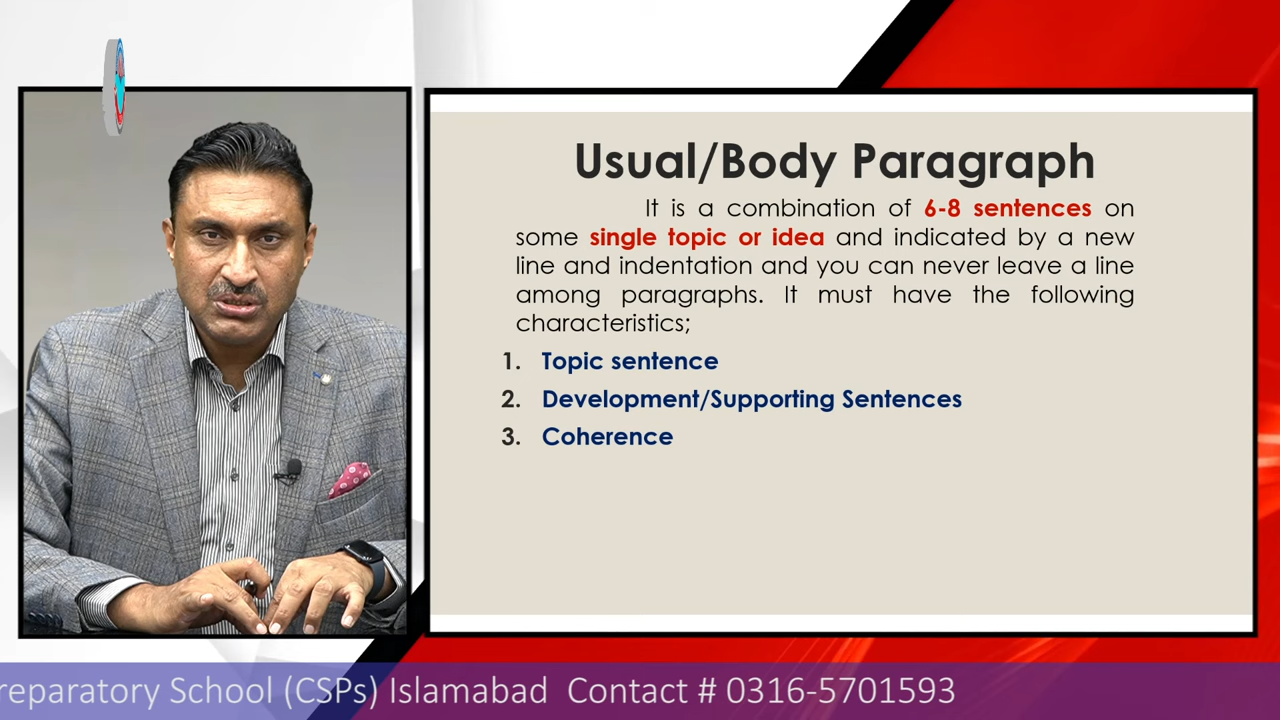 Usual/Body Paragraph
It is a combination of 6-8 sentences on
some single topic or idea and indicated by a new
line and indentation and you can never leave a line
among paragraphs. It must have the following
characteristics;
1. Topic sentence
2. Development/Supporting Sentences
3. Coherence
reparatory School (CSPs) Islamabad Contact # 0316-5701593